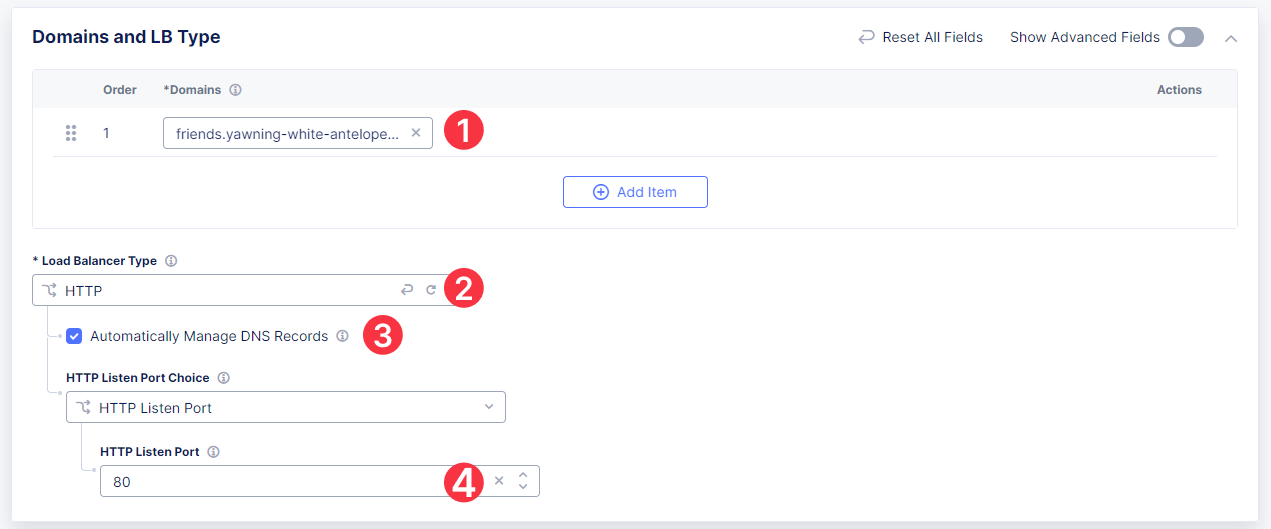 Domains and LB Type
Reset All Fields
Show Advanced Fields
Order
*Domains
Actions
1
friends.yawning-white-antelope...
1
Add Item
* Load Balancer Type
HTTP
2
Automatically Manage DNS Records
3
HTTP Listen Port Choice
HTTP Listen Port
HTTP Listen Port
80
4